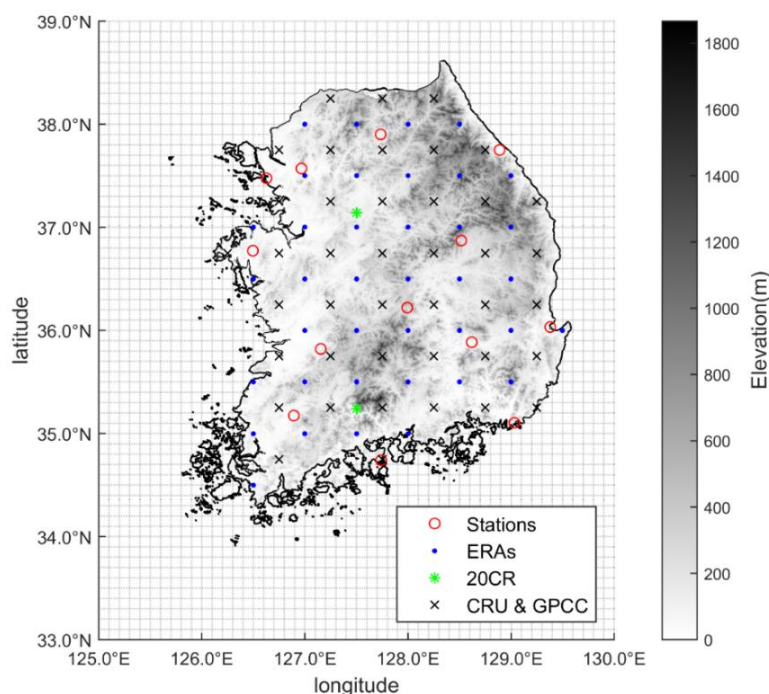 39.0°N
38.0°N
37.0°N
36.0°N
35.0°N
34.0°N
33.0°N
latitude
125.0°E 126.0°E 127.0°E 128.0°E 129.0°E 130.0°E
longitude
Stations
ERAs
20CR
CRU & GPCC
1800
1600
1400
1200
1000
800
600
400
200
0
Elevation(m)